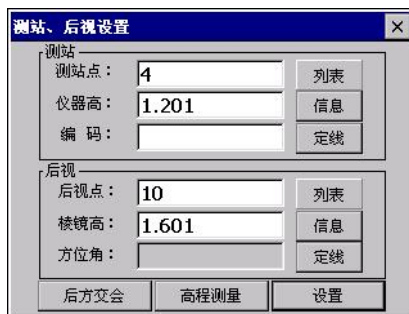 测站、后视设置 ×
测站
测站点： 4 列表
仪器高： 1.201 信息
编 码： 定线
后视
后视点： 10 列表
棱镜高： 1.601 信息
方位角： 定线
后方交会 高程测量 设置